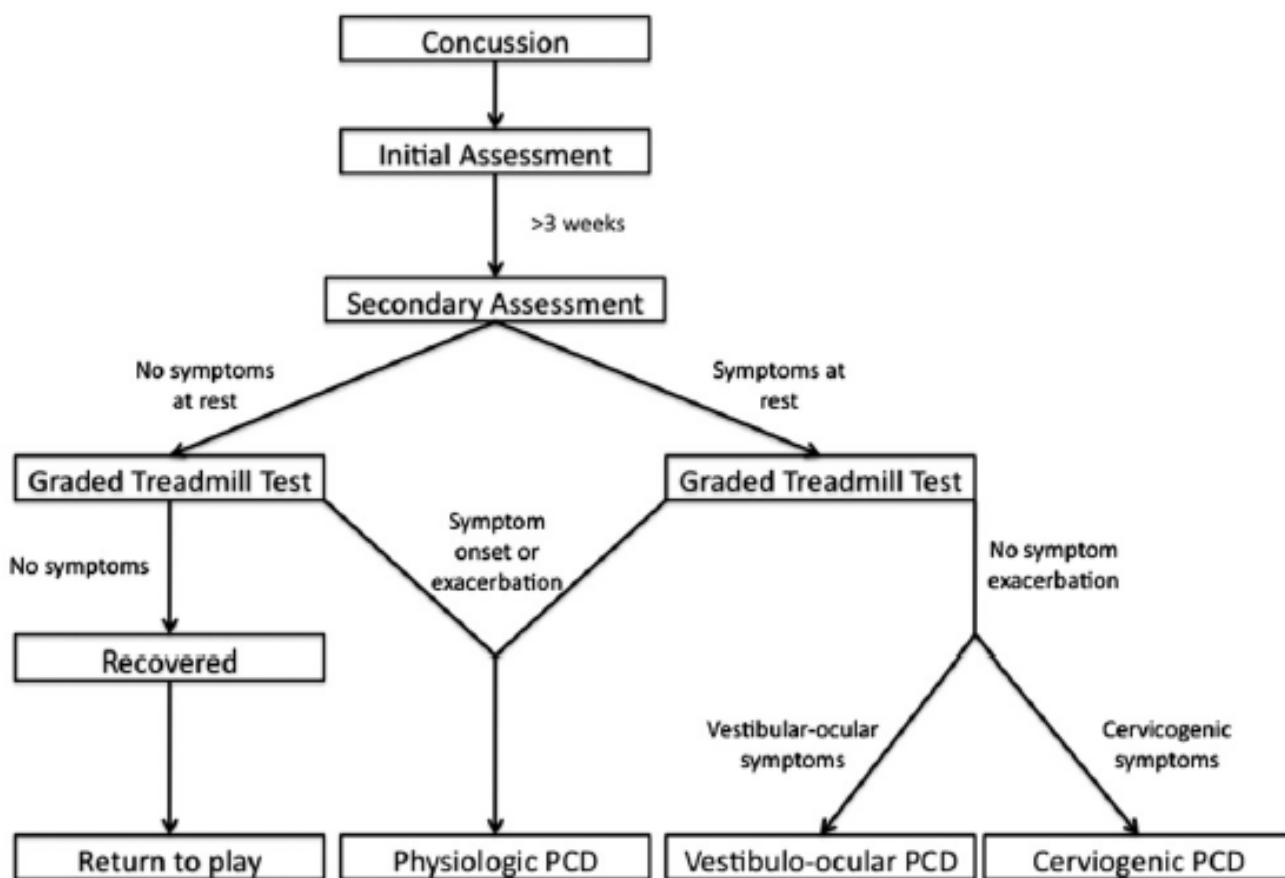 Concussion
Initial Assessment
>3 weeks
Secondary Assessment
No symptoms
at rest
Symptoms at
rest
Graded Treadmill Test
Graded Treadmill Test
No symptoms
Symptom
onset or
exacerbation
No symptom
exacerbation
Recovered
Vestibular-ocular
symptoms
Cervicogenic
symptoms
Return to play
Physiologic PCD
Vestibulo-ocular PCD
Cerviogenic PCD